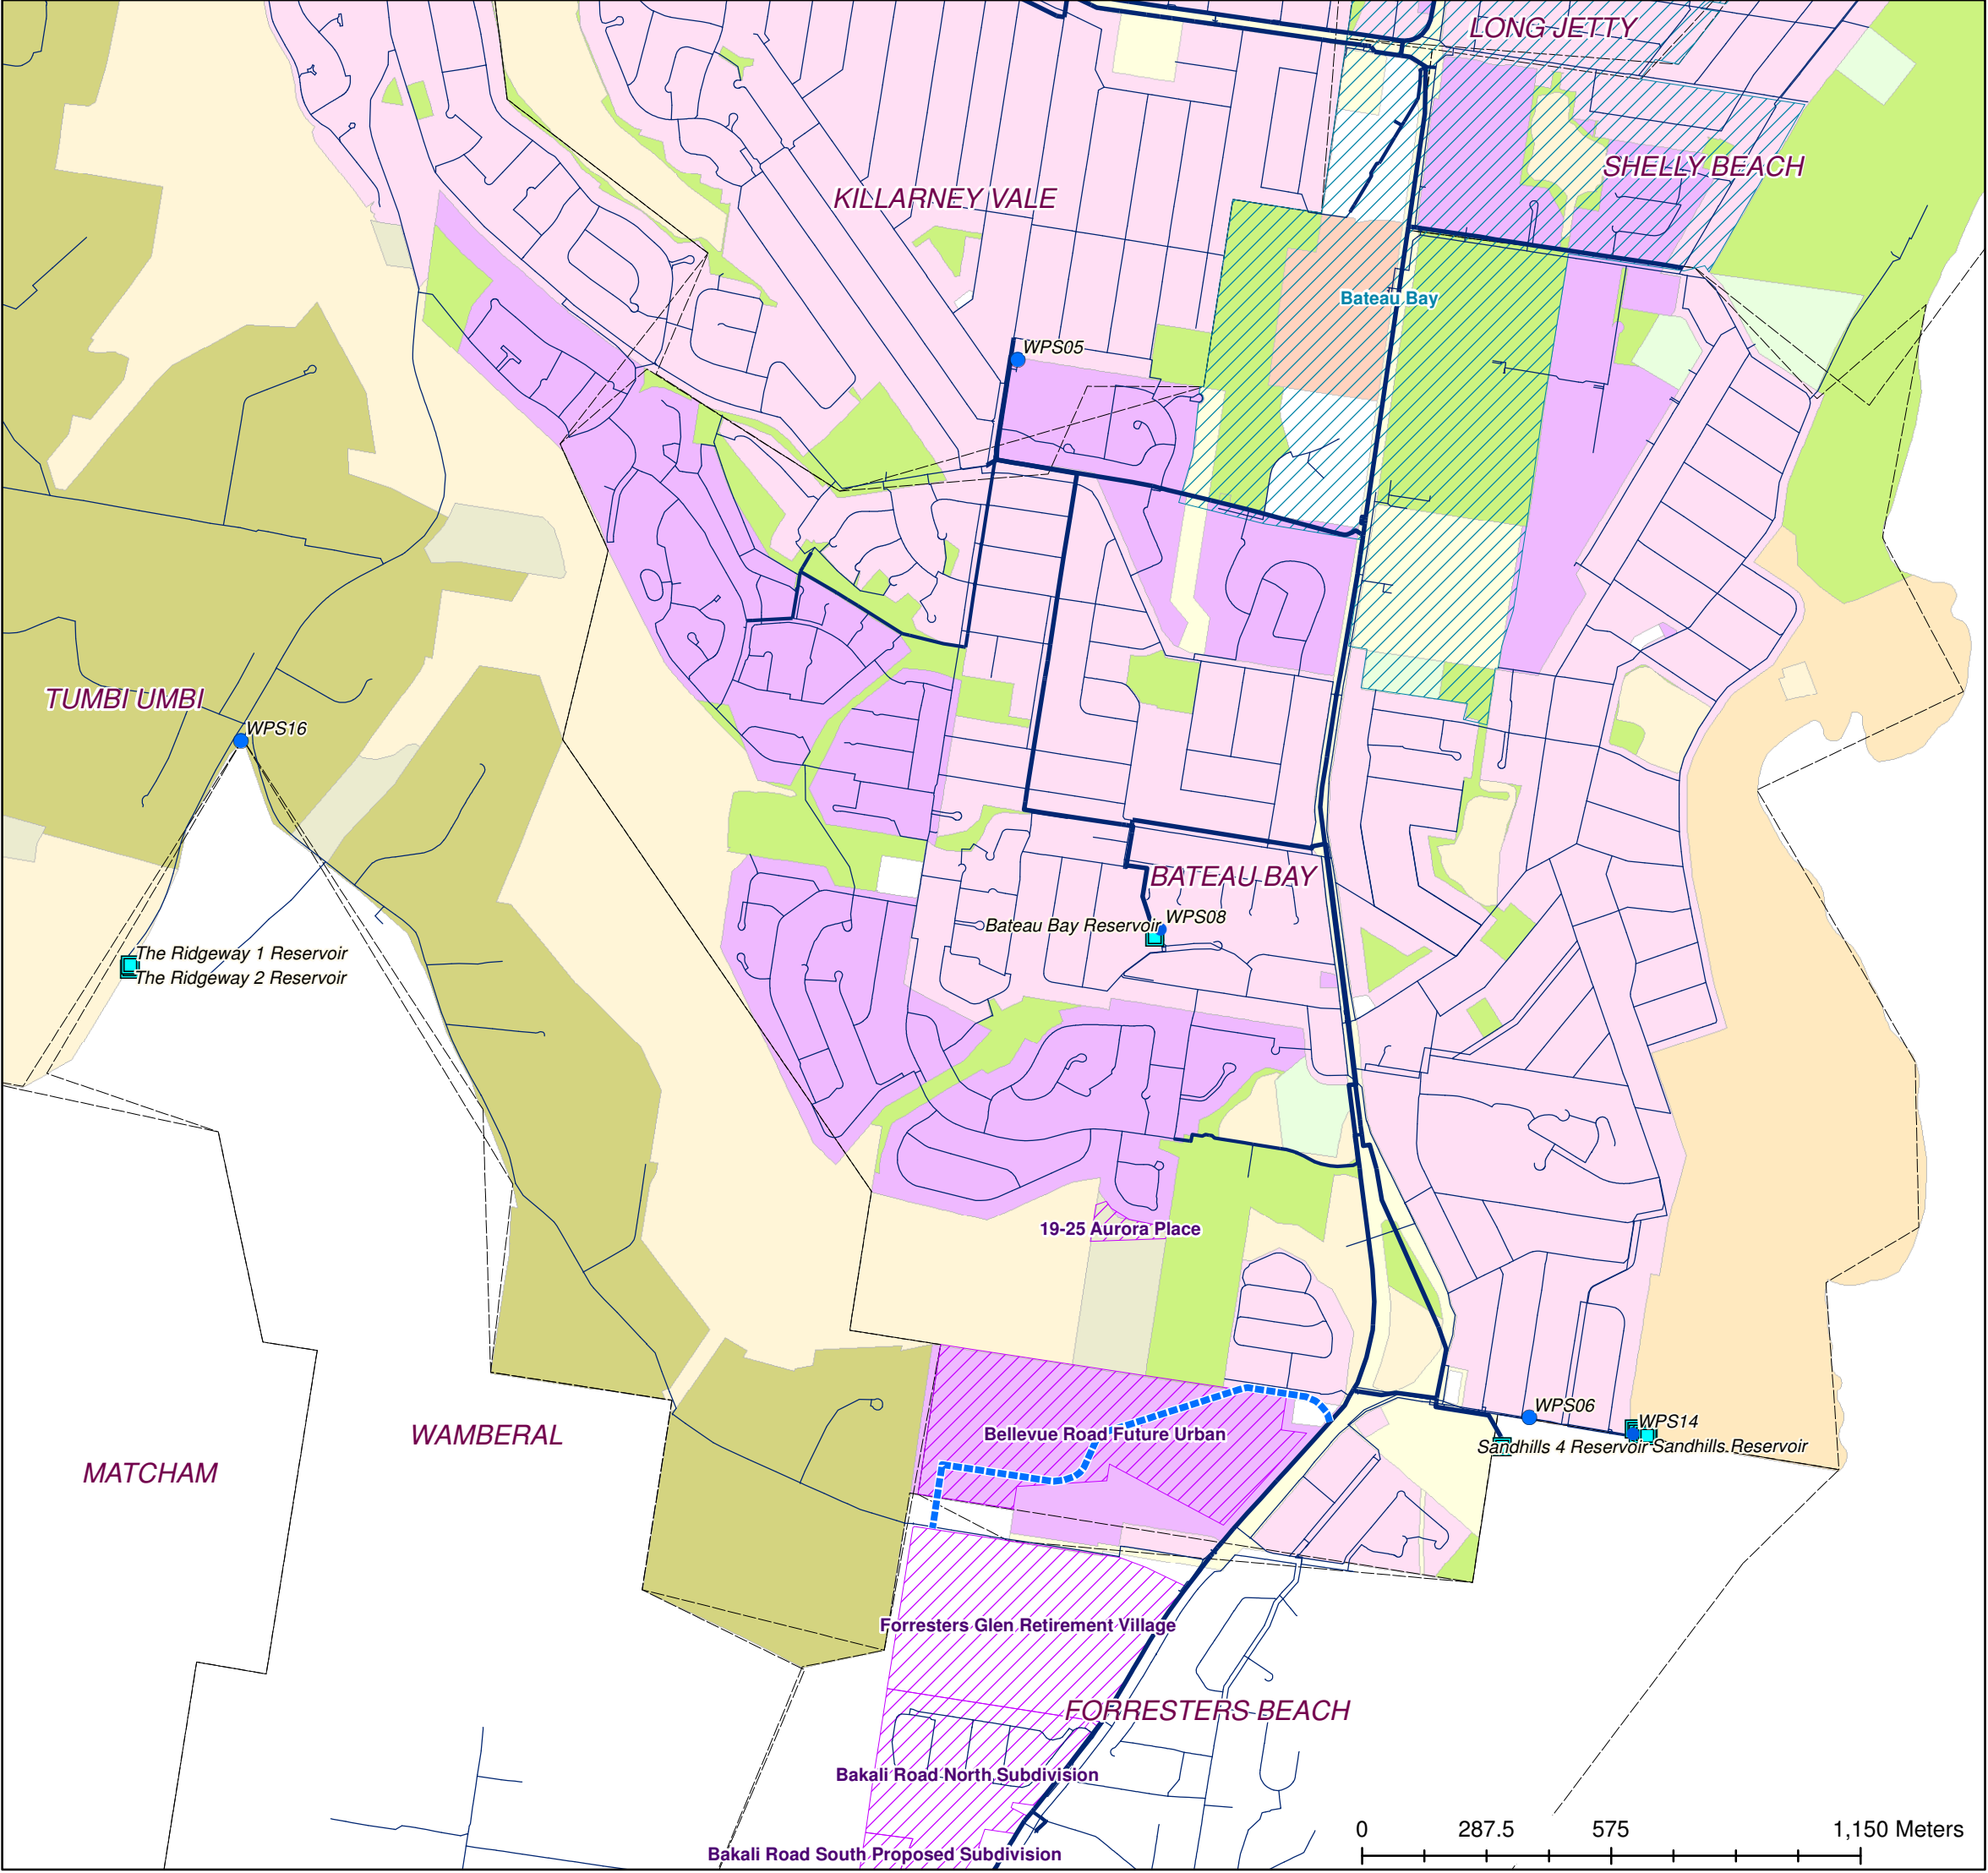 LONG JETTY
SHELLY BEACH
KILLARNEY VALE
Bateau Bay
WPS05
TUMBI UMBI
WPS16
BATEAU BAY
WPS08
Bateau Bay Reservoir
The Ridgeway 1 Reservoir
The Ridgeway 2 Reservoir
19-25 Aurora Place
WPS06
WPS14
Bellevue Road Future Urban
WAMBERAL
Sandhills 4 Reservoir
Sandhills Reservoir
MATCHAM
Forresters Glen Retirement Village
FORRESTERS BEACH
Bakali Road North Subdivision
0 287.5 575 1,150 Meters
Bakali Road South Proposed Subdivision